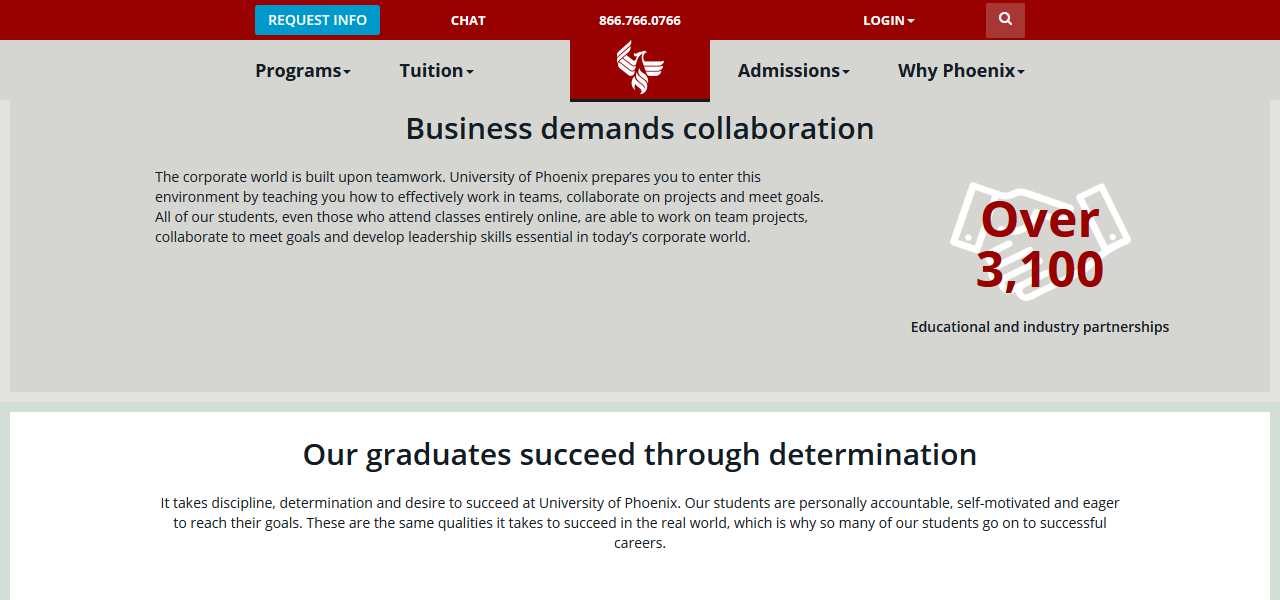 REQUEST INFO
CHAT
866.766.0766
LOGIN
Programs
Tuition
Admissions
Why Phoenix
Business demands collaboration
The corporate world is built upon teamwork. University of Phoenix prepares you to enter this
environment by teaching you how to effectively work in teams, collaborate on projects and meet goals.
All of our students, even those who attend classes entirely online, are able to work on team projects,
collaborate to meet goals and develop leadership skills essential in today’s corporate world.
Over
3,100
Educational and industry partnerships
Our graduates succeed through determination
It takes discipline, determination and desire to succeed at University of Phoenix. Our students are personally accountable, self-motivated and eager
to reach their goals. These are the same qualities it takes to succeed in the real world, which is why so many of our students go on to successful
careers.